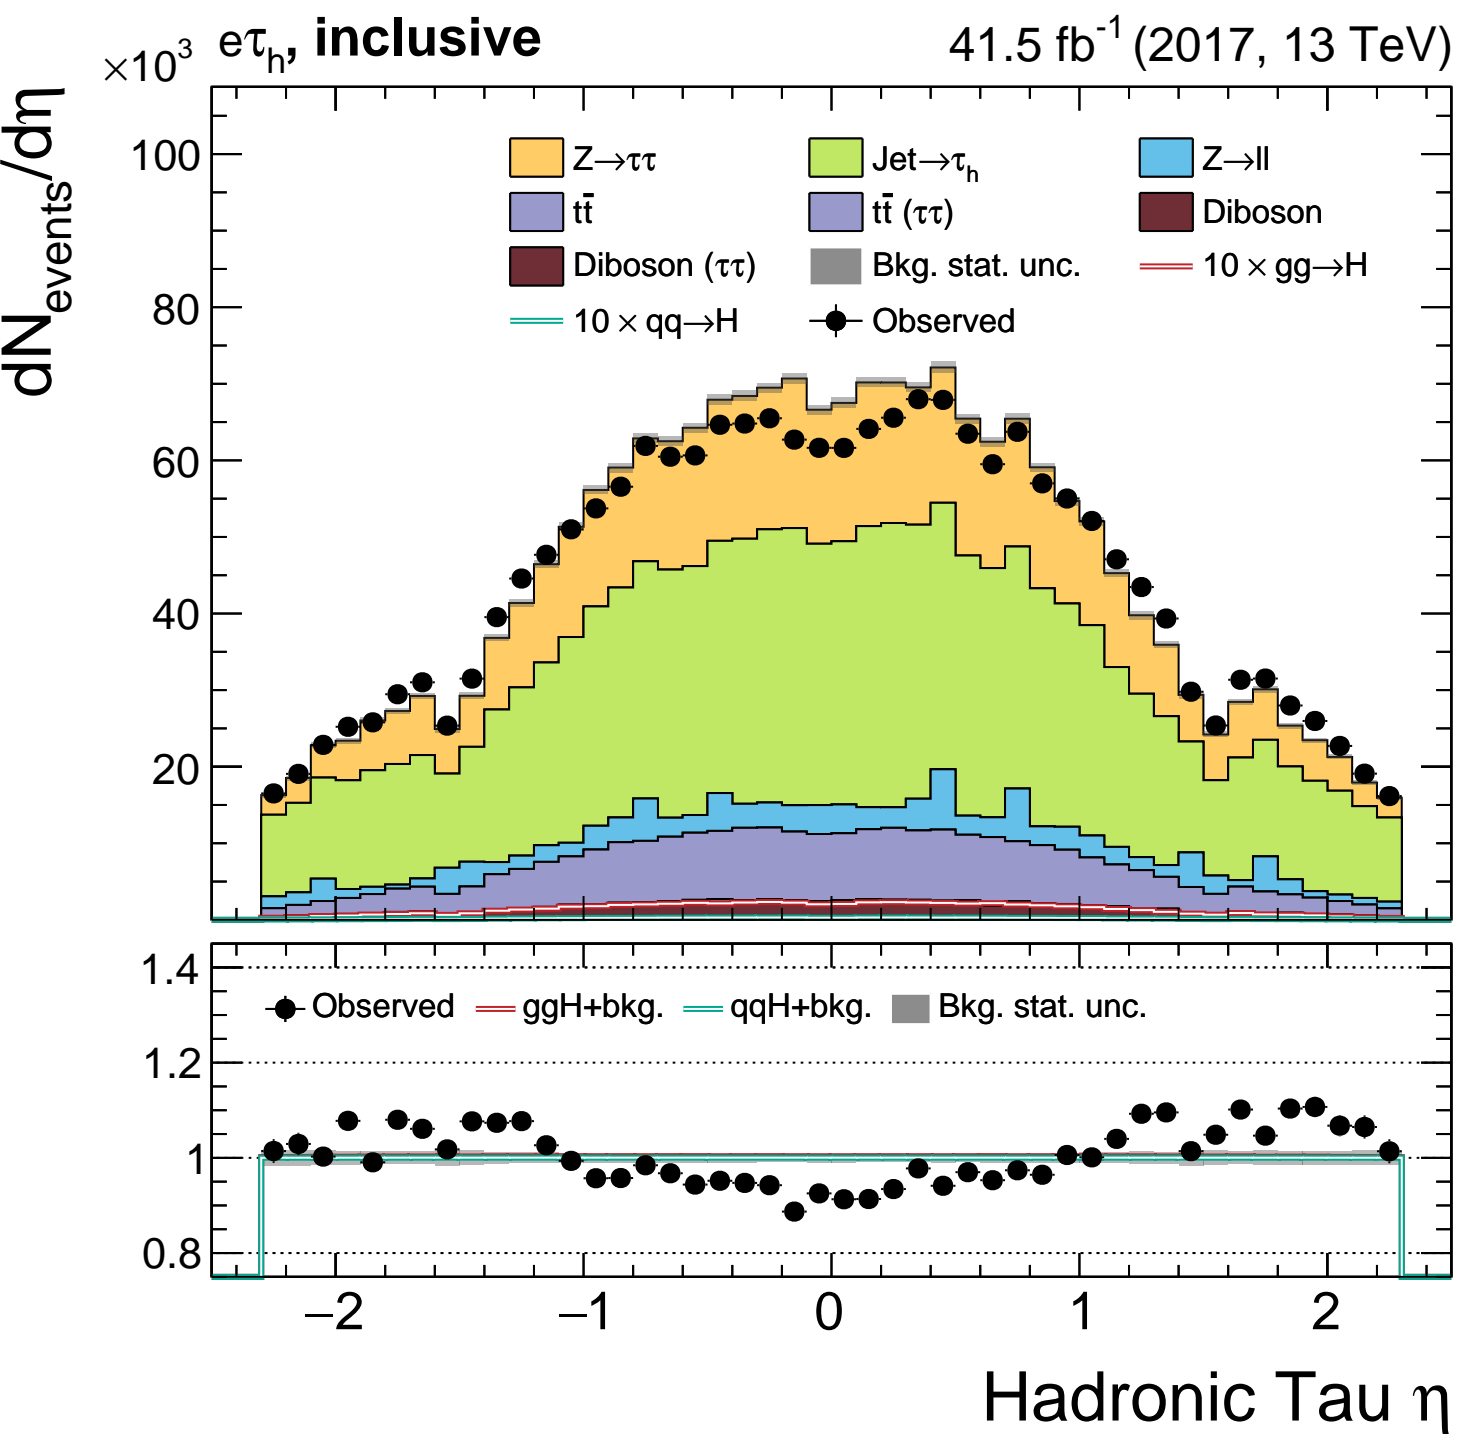 ×10³ eτₕ, inclusive 41.5 fb⁻¹ (2017, 13 TeV)
dN_events/dη
100
80
60
40
20
Z→ττ Jet→τₕ Z→ll
tt̄ tt̄ (ττ) Diboson
Diboson (ττ) Bkg. stat. unc. 10 × gg→H
10 × qq→H Observed
1.4
1.2
1
0.8
Observed ggH+bkg. qqH+bkg. Bkg. stat. unc.
−2 −1 0 1 2
Hadronic Tau η